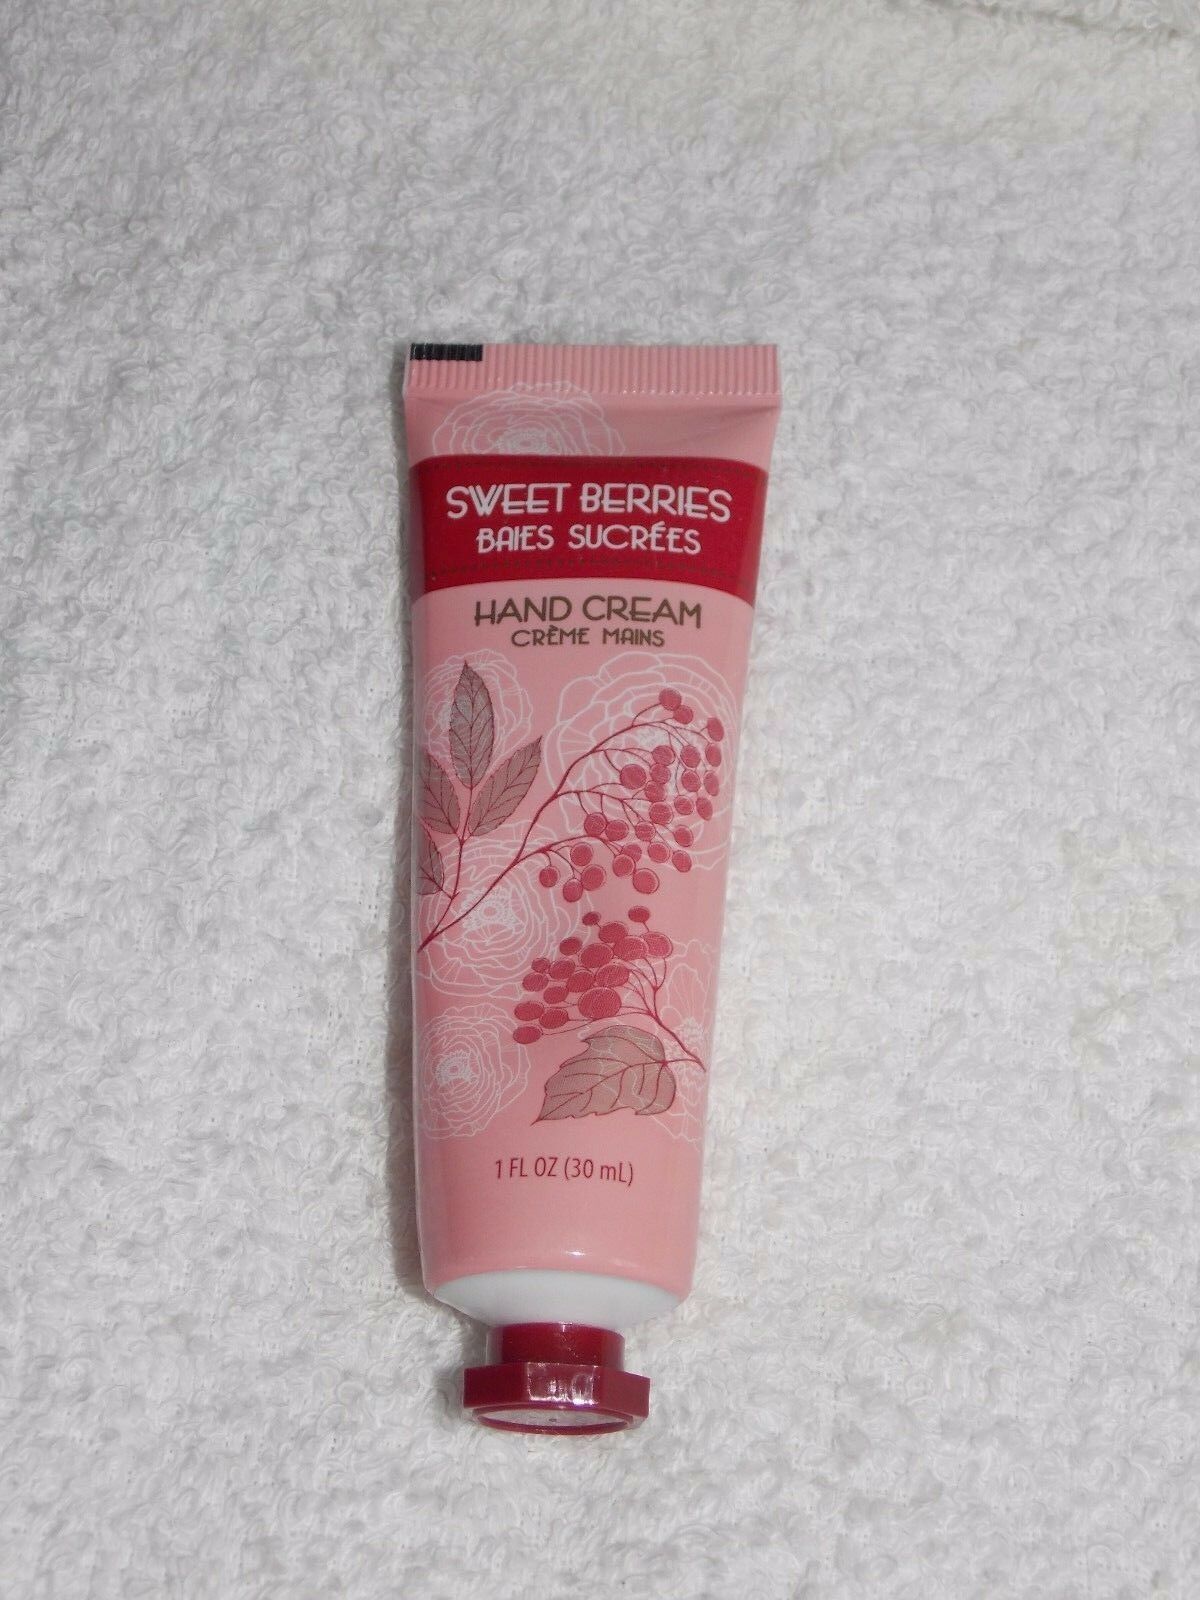 SWEET BERRIES
BAIES SUCRÉES
HAND CREAM
CRÈME MAINS
1 FL OZ (30 mL)